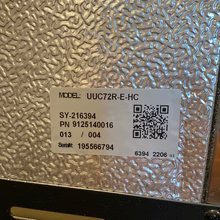 MODEL: UUC72R-E-HC
SY-216394
PN 9125140016
013 / 004
195566794
6394 2206